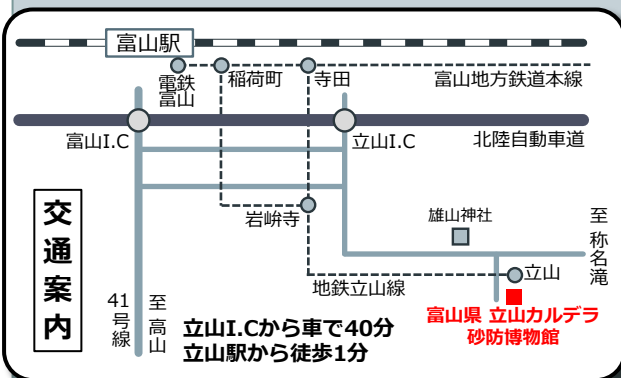 富山駅
電鉄
富山
稲荷町
寺田
富山地方鉄道本線
富山I.C
立山I.C
北陸自動車道
岩峅寺
雄山神社
至 称名滝
立山
地鉄立山線
富山県 立山カルデラ
砂防博物館
交通案内
41号線
至 高山
立山I.Cから車で40分
立山駅から徒歩1分